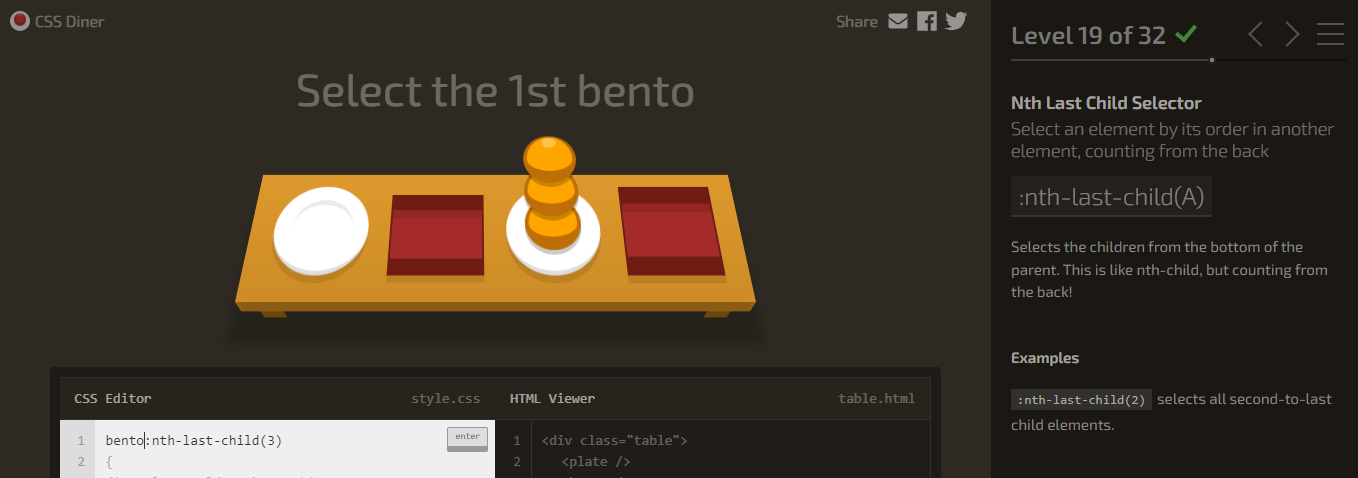 CSS Diner
Share
Level 19 of 32
Select the 1st bento
Nth Last Child Selector
Select an element by its order in another
element, counting from the back
:nth-last-child(A)
Selects the children from the bottom of the
parent. This is like nth-child, but counting from
the back!
Examples
:nth-last-child(2) selects all second-to-last
child elements.
CSS Editor
style.css
HTML Viewer
table.html
1 bento:nth-last-child(3)
enter
2 {
1 <div class="table">
2 <plate />